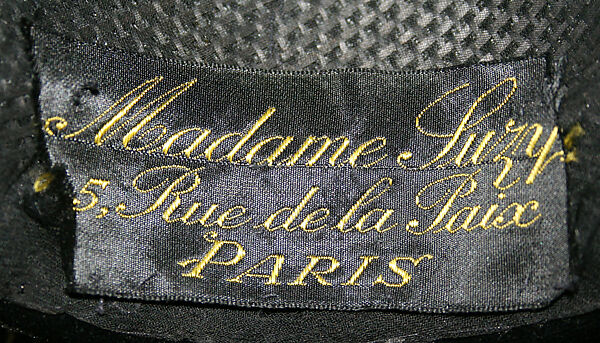 Madame Suzy
5, Rue de la Paix
PARIS